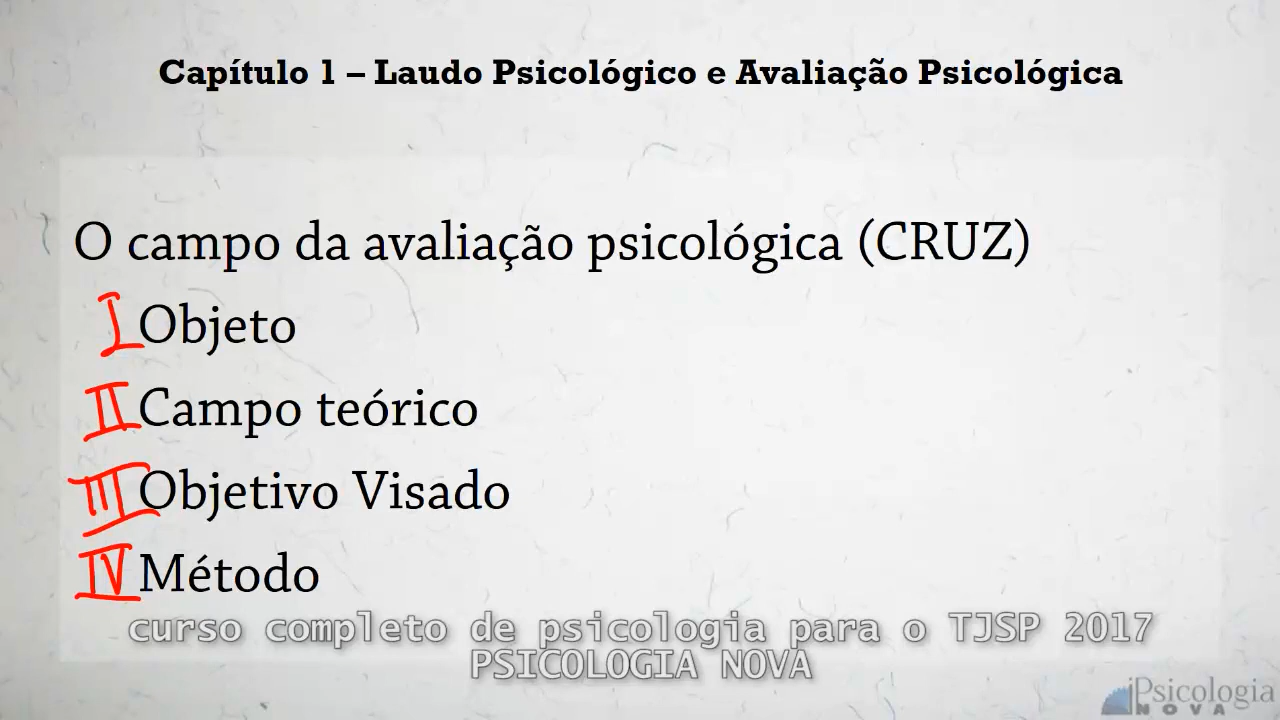 Capítulo 1 – Laudo Psicológico e Avaliação Psicológica
O campo da avaliação psicológica (CRUZ)
I Objeto
II Campo teórico
III Objetivo Visado
IV Método
curso completo de psicologia para o TJSP 2017
PSICOLOGIA NOVA
Psicologia
NOVA